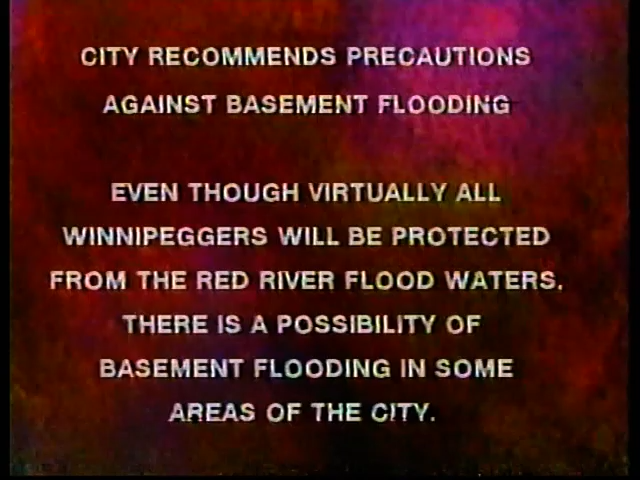 CITY RECOMMENDS PRECAUTIONS
AGAINST BASEMENT FLOODING
EVEN THOUGH VIRTUALLY ALL
WINNIPEGGERS WILL BE PROTECTED
FROM THE RED RIVER FLOOD WATERS,
THERE IS A POSSIBILITY OF
BASEMENT FLOODING IN SOME
AREAS OF THE CITY.